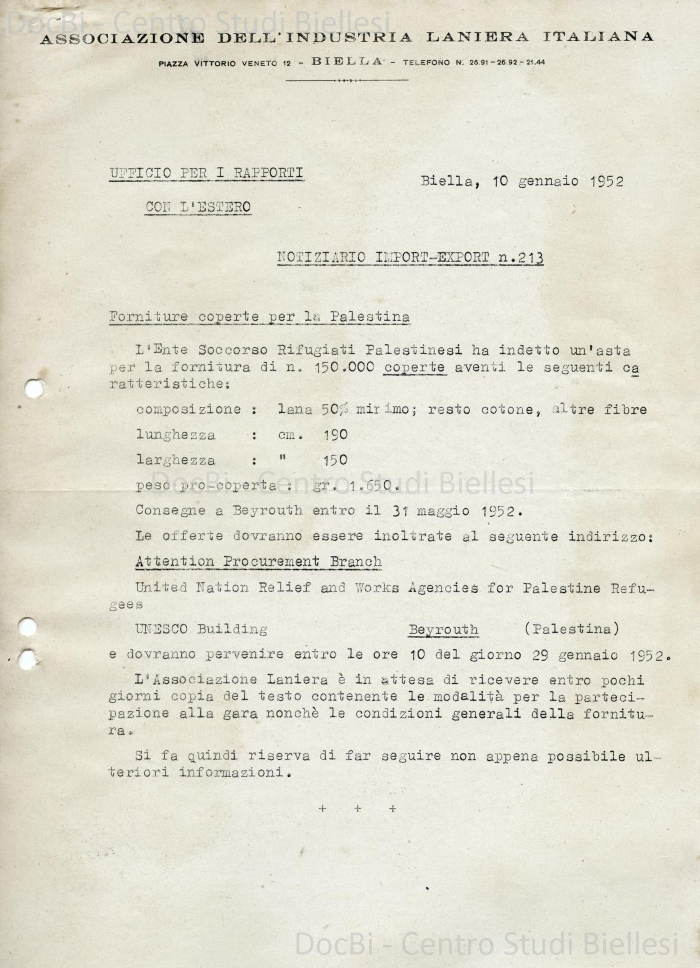 DocBi - Centro Studi Biellesi
ASSOCIAZIONE DELL'INDUSTRIA LANIERA ITALIANA
PIAZZA VITTORIO VENETO 12 - BIELLA - TELEFONO N. 26.91-26.92-21.44
UFFICIO PER I RAPPORTI
Biella, 10 gennaio 1952
CON L'ESTERO
NOTIZIARIO IMPORT-EXPORT n.213
Forniture coperte per la Palestina
L'Ente Soccorso Rifugiati Palestinesi ha indetto un'asta
per la fornitura di n. 150.000 coperte aventi le seguenti ca
ratteristiche:
composizione : lana 50% minimo; resto cotone, altre fibre
lunghezza : cm. 190
larghezza : " 150
DocBi - Centro Studi Biellesi
peso pro-coperta : gr. 1.650.
Consegne a Beyrouth entro il 31 maggio 1952.
Le offerte dovranno essere inoltrate al seguente indirizzo:
Attention Procurement Branch
United Nation Relief and Works Agencies for Palestine Refu-
gees
UNESCO Building Beyrouth (Palestina)
e dovranno pervenire entro le ore 10 del giorno 29 gennaio 1952.
L'Associazione Laniera è in attesa di ricevere entro pochi
giorni copia del testo contenente le modalità per la parteci-
pazione alla gara nonchè le condizioni generali della fornitu-
ra.
Si fa quindi riserva di far seguire non appena possibile ul-
teriori informazioni.
+ + +
DocBi - Centro Studi Biellesi